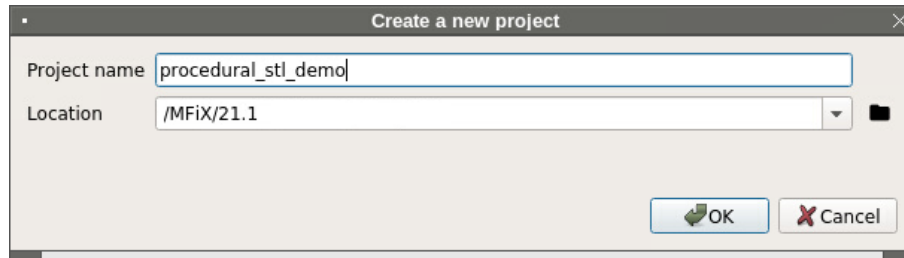 Create a new project
Project name procedural_stl_demo
Location /MFiX/21.1
OK Cancel